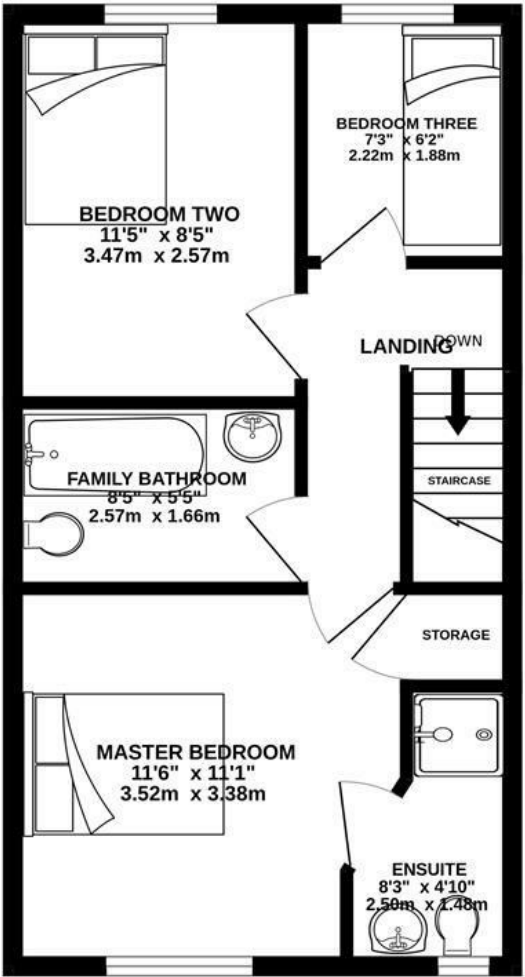 BEDROOM THREE
7'3" x 6'2"
2.22m x 1.88m
BEDROOM TWO
11'5" x 8'5"
3.47m x 2.57m
DOWN
LANDING
STAIRCASE
FAMILY BATHROOM
8'5" x 5'5"
2.57m x 1.66m
STORAGE
MASTER BEDROOM
11'6" x 11'1"
3.52m x 3.38m
ENSUITE
8'3" x 4'10"
2.50m x 1.48m